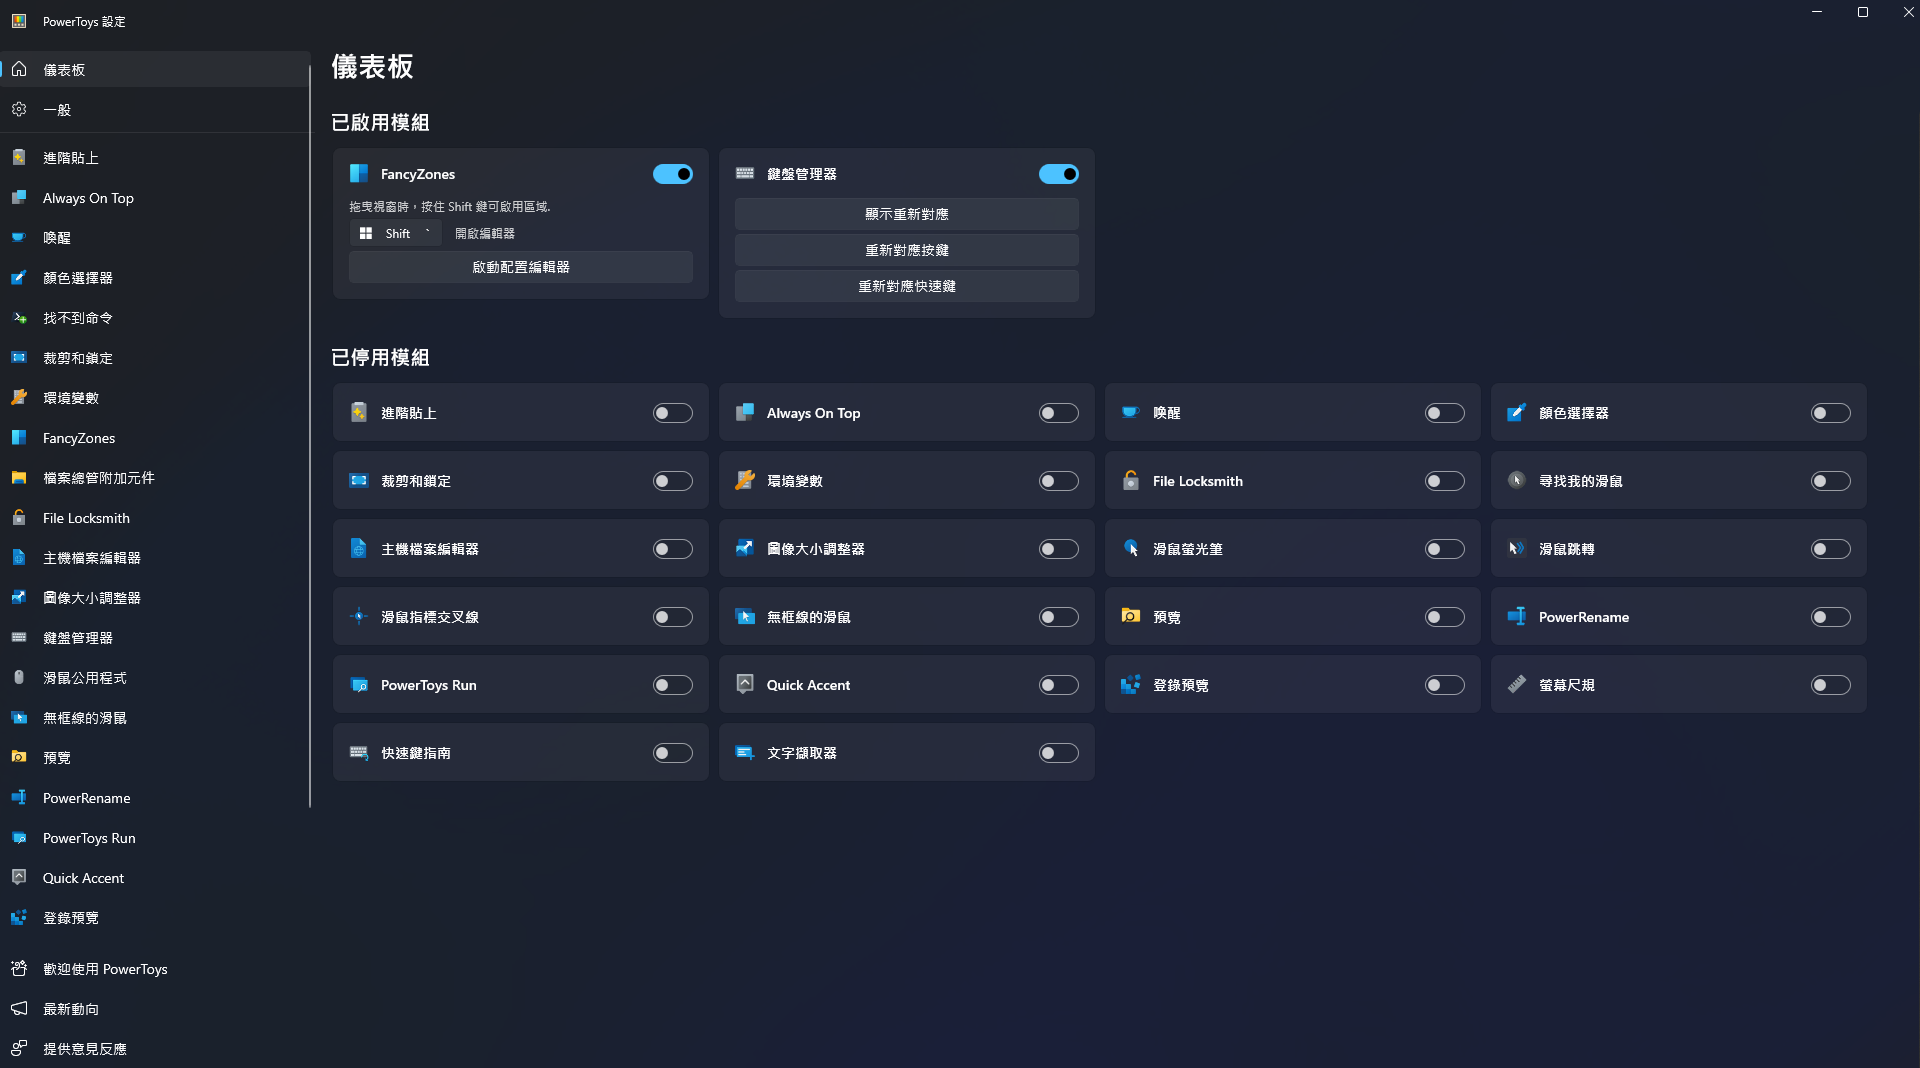 PowerToys 設定
儀表板
一般
進階貼上
Always On Top
喚醒
顏色選擇器
找不到命令
裁剪和鎖定
環境變數
FancyZones
檔案總管附加元件
File Locksmith
主機檔案編輯器
圖像大小調整器
鍵盤管理器
滑鼠公用程式
無框線的滑鼠
預覽
PowerRename
PowerToys Run
Quick Accent
登錄預覽
歡迎使用 PowerToys
最新動向
提供意見反應
儀表板
已啟用模組
FancyZones
拖曳視窗時，按住 Shift 鍵可啟用區域.
Shift ` 開啟編輯器
啟動配置編輯器
鍵盤管理器
顯示重新對應
重新對應按鍵
重新對應快速鍵
已停用模組
進階貼上
Always On Top
喚醒
顏色選擇器
裁剪和鎖定
環境變數
File Locksmith
尋找我的滑鼠
主機檔案編輯器
圖像大小調整器
滑鼠螢光筆
滑鼠跳轉
滑鼠指標交叉線
無框線的滑鼠
預覽
PowerRename
PowerToys Run
Quick Accent
登錄預覽
螢幕尺規
快速鍵指南
文字擷取器